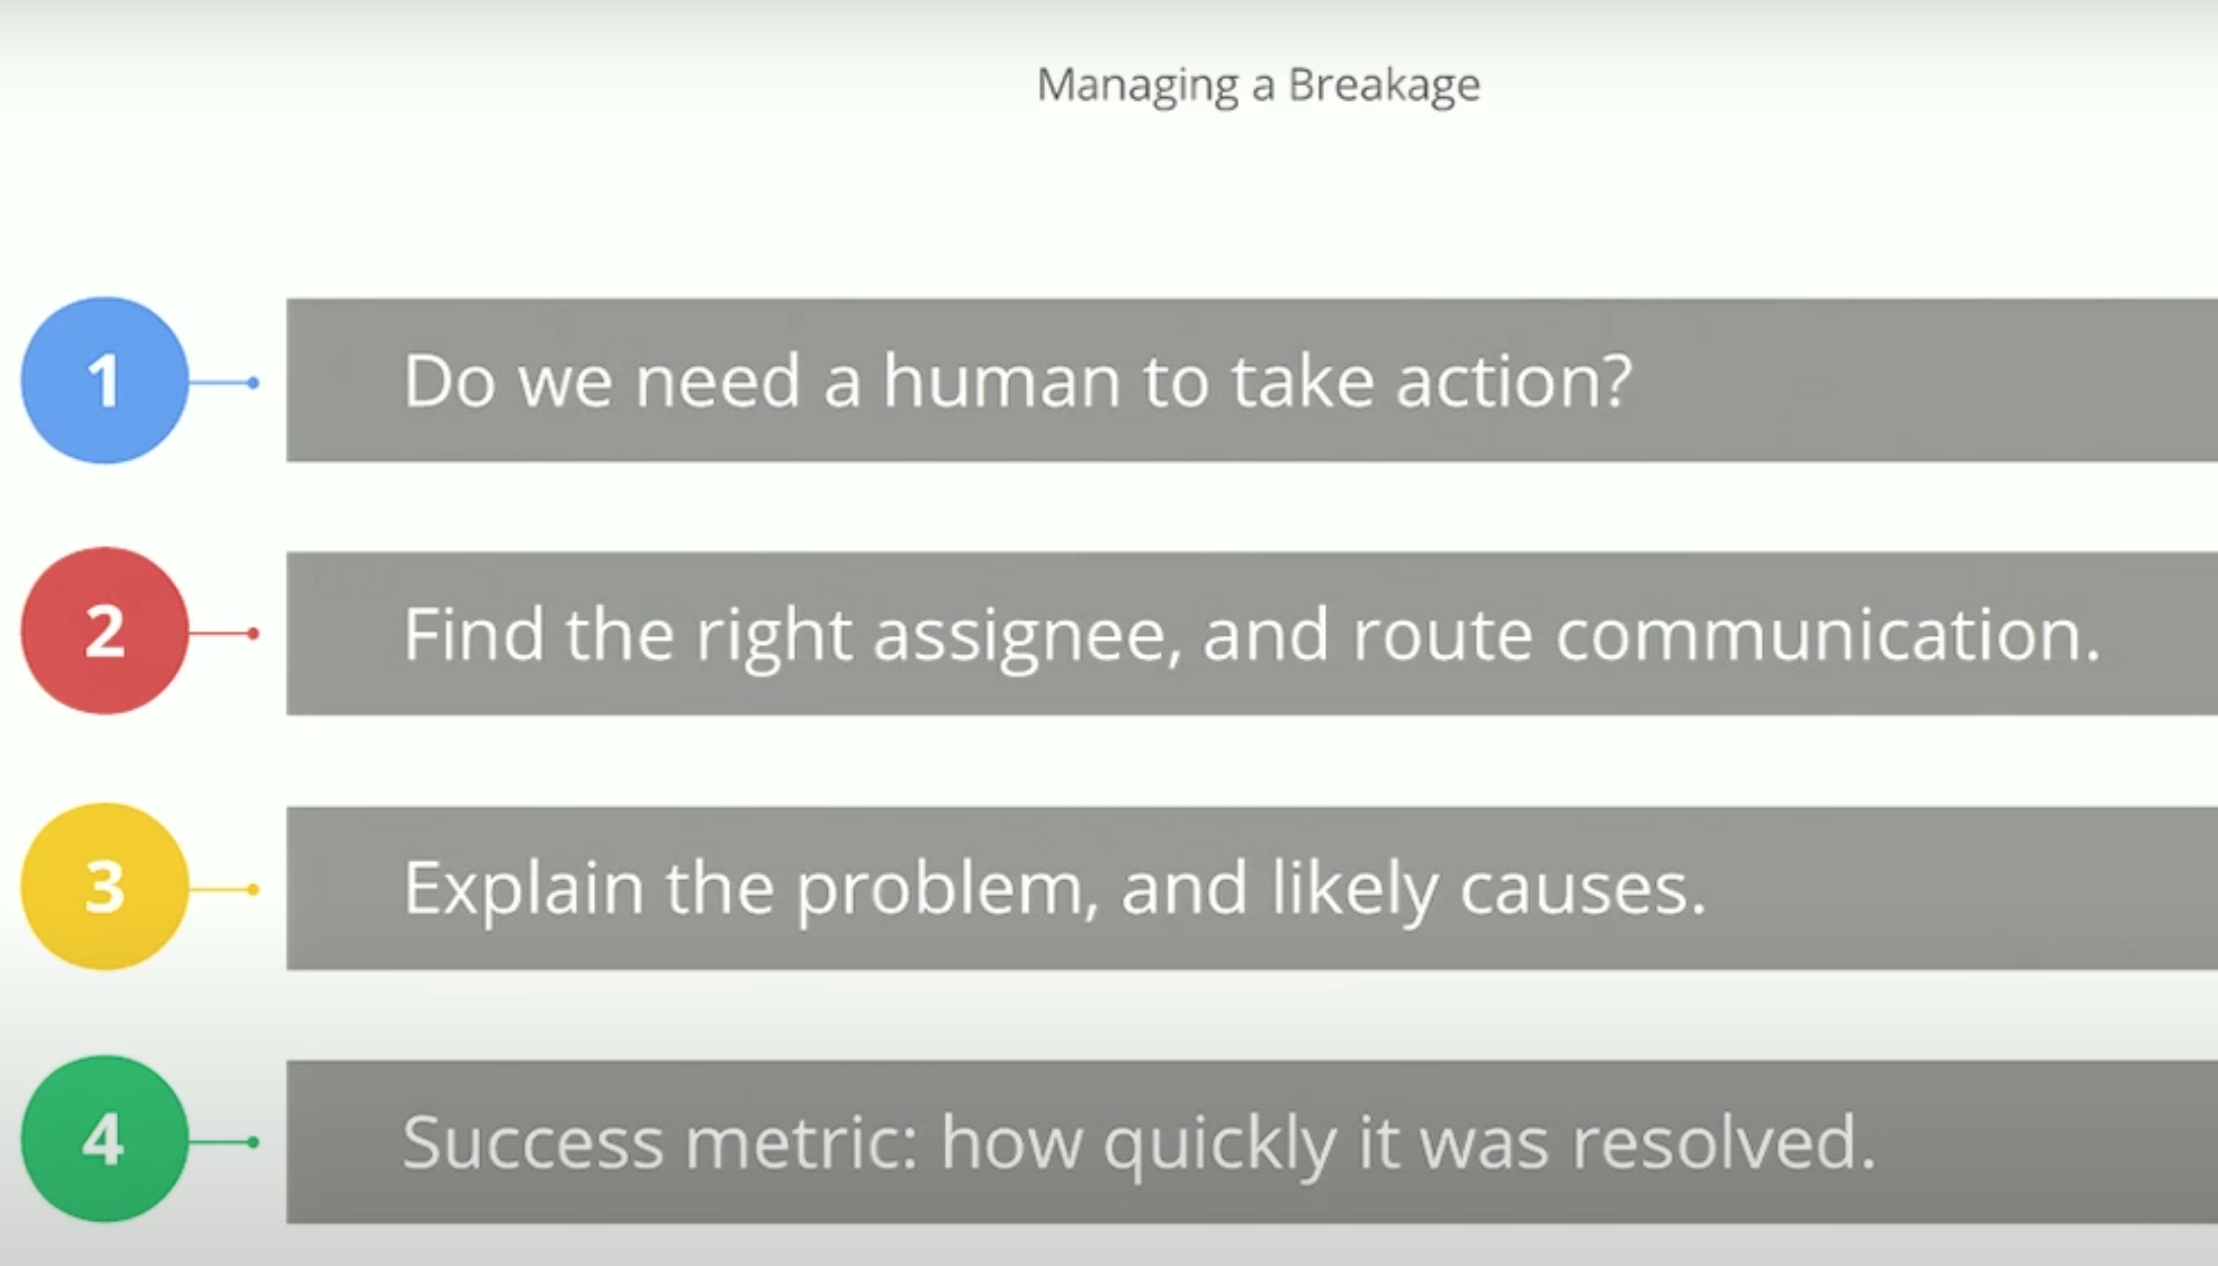 Managing a Breakage
1
Do we need a human to take action?
2
Find the right assignee, and route communication.
3
Explain the problem, and likely causes.
4
Success metric: how quickly it was resolved.